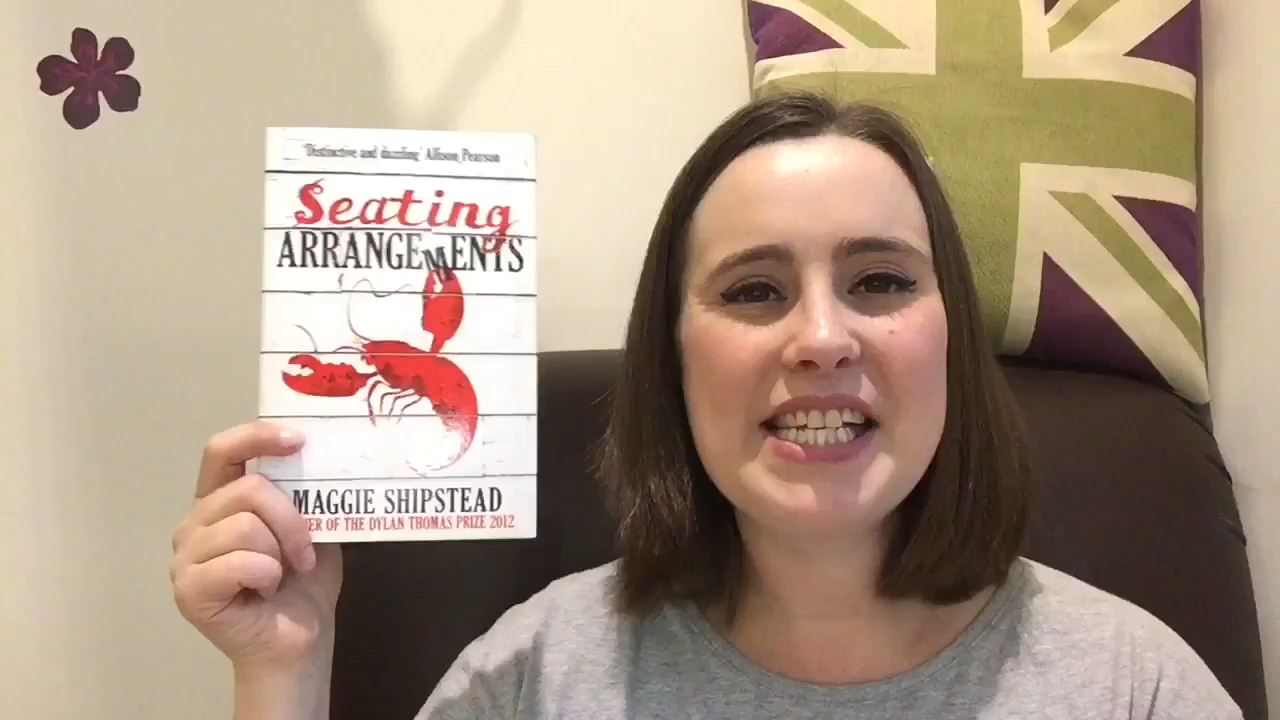 'Distinctive and dazzling' Allison Pearson
Seating
ARRANGEMENTS
MAGGIE SHIPSTEAD
OF THE DYLAN THOMAS PRIZE 2012